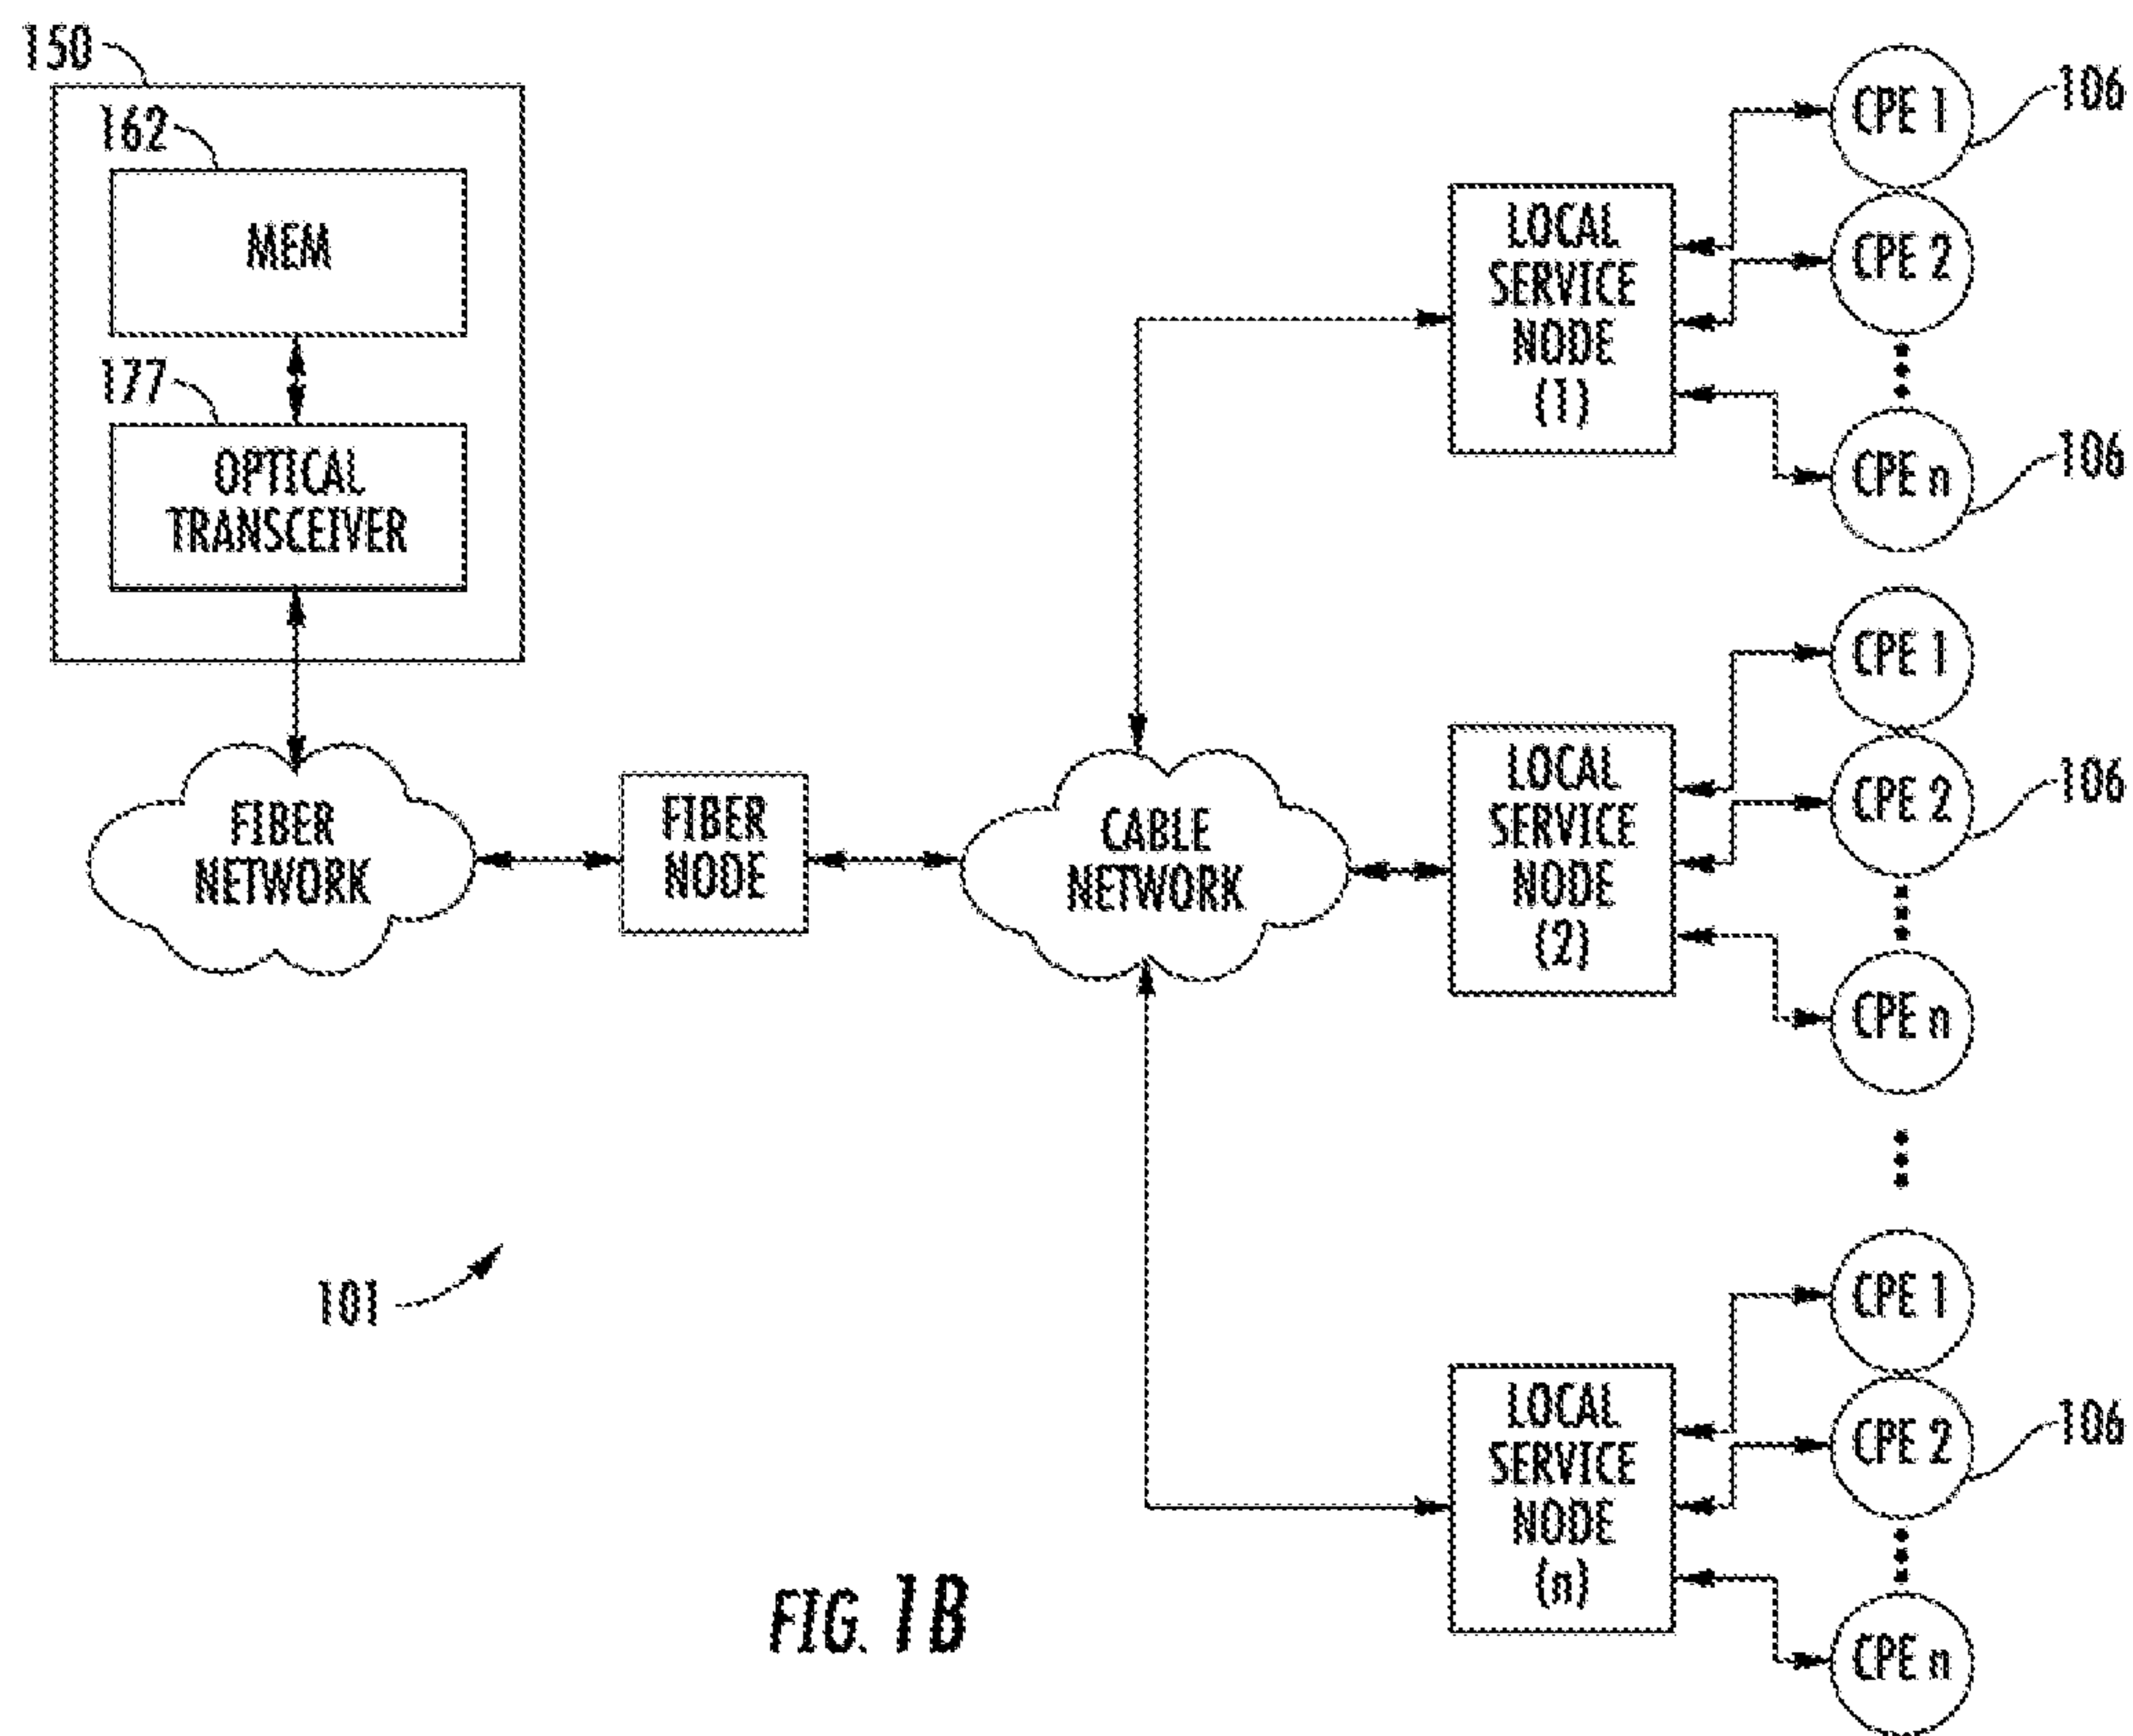 150
162
MEM
177
OPTICAL
TRANSCEIVER
FIBER
NETWORK
FIBER
NODE
CABLE
NETWORK
LOCAL
SERVICE
NODE
(1)
CPE 1
106
CPE 2
CPE n
106
LOCAL
SERVICE
NODE
(2)
CPE 1
CPE 2
106
CPE n
LOCAL
SERVICE
NODE
(n)
CPE 1
CPE 2
106
CPE n
101
FIG. 1B